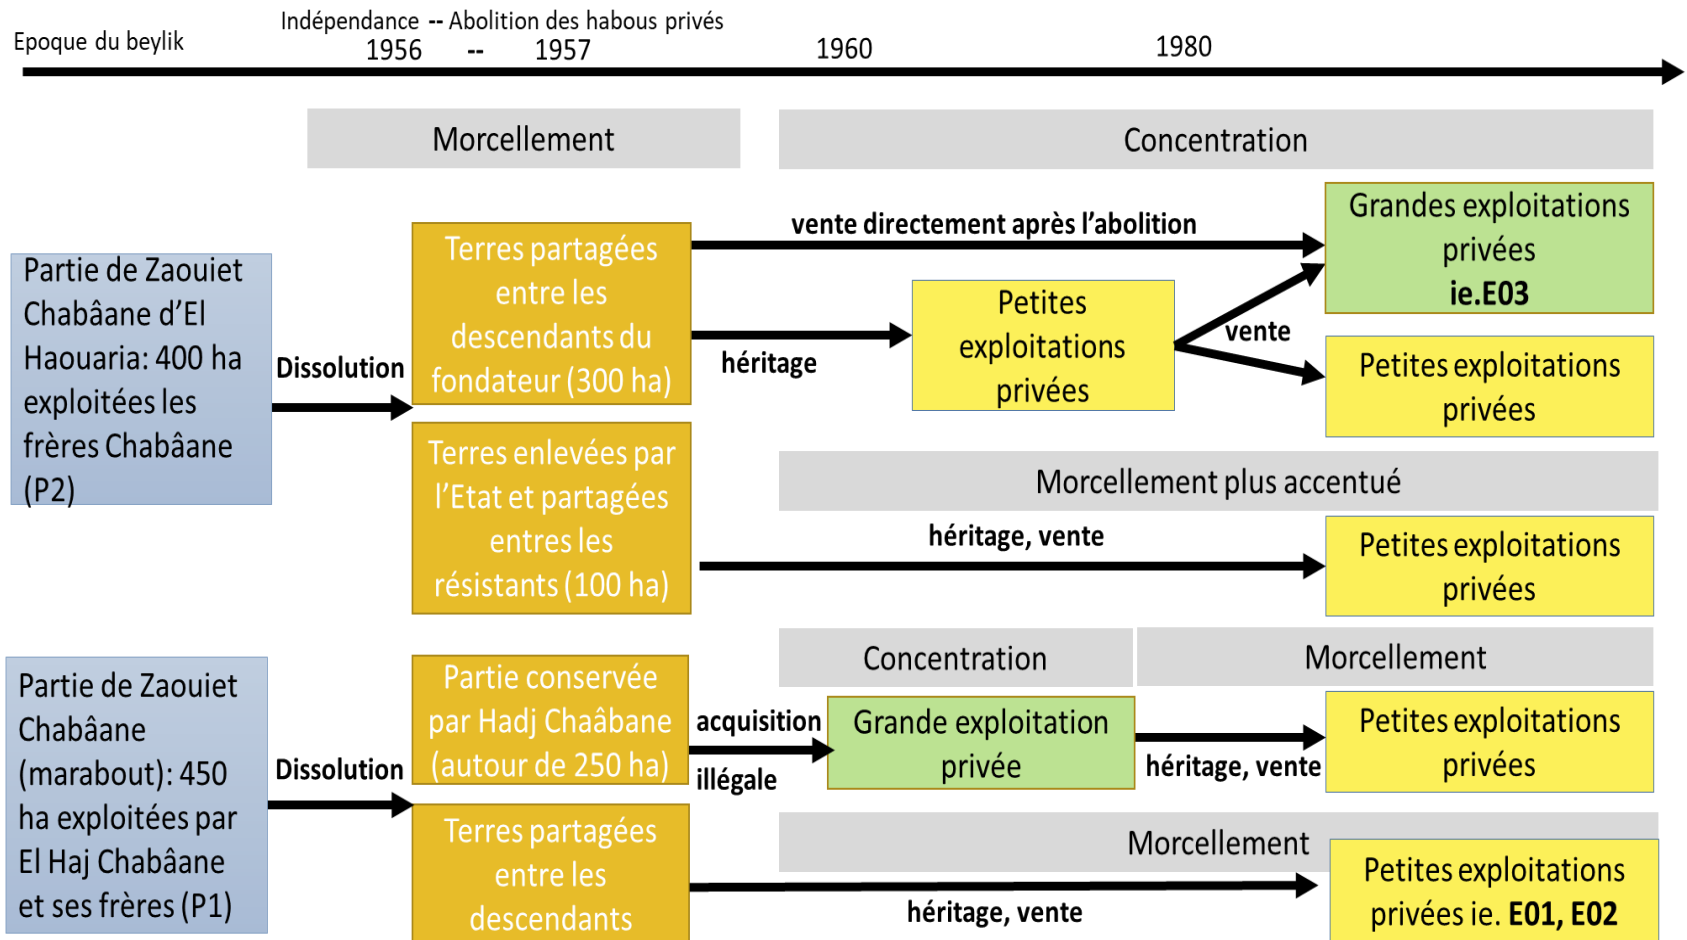 Indépendance -- Abolition des habous privés
Epoque du beylik
1956 -- 1957
1960
1980
Morcellement
Concentration
Partie de Zaouiet
Chabâane d'El
Haouaria: 400 ha
exploitées les
frères Chabâane
(P2)
Dissolution
Terres partagées
entre les
descendants du
fondateur (300 ha)
vente directement après l'abolition
héritage
Petites
exploitations
privées
vente
Grandes exploitations
privées
ie.E03
Petites exploitations
privées
Terres enlevées par
l'Etat et partagées
entres les
résistants (100 ha)
Morcellement plus accentué
héritage, vente
Petites exploitations
privées
Partie de Zaouiet
Chabâane
(marabout): 450
ha exploitées par
El Haj Chabâane
et ses frères (P1)
Dissolution
Partie conservée
par Hadj Chaâbane
(autour de 250 ha)
acquisition
illégale
Concentration
Grande exploitation
privée
Morcellement
héritage, vente
Petites exploitations
privées
Terres partagées
entre les
descendants
Morcellement
héritage, vente
Petites exploitations
privées ie. E01, E02